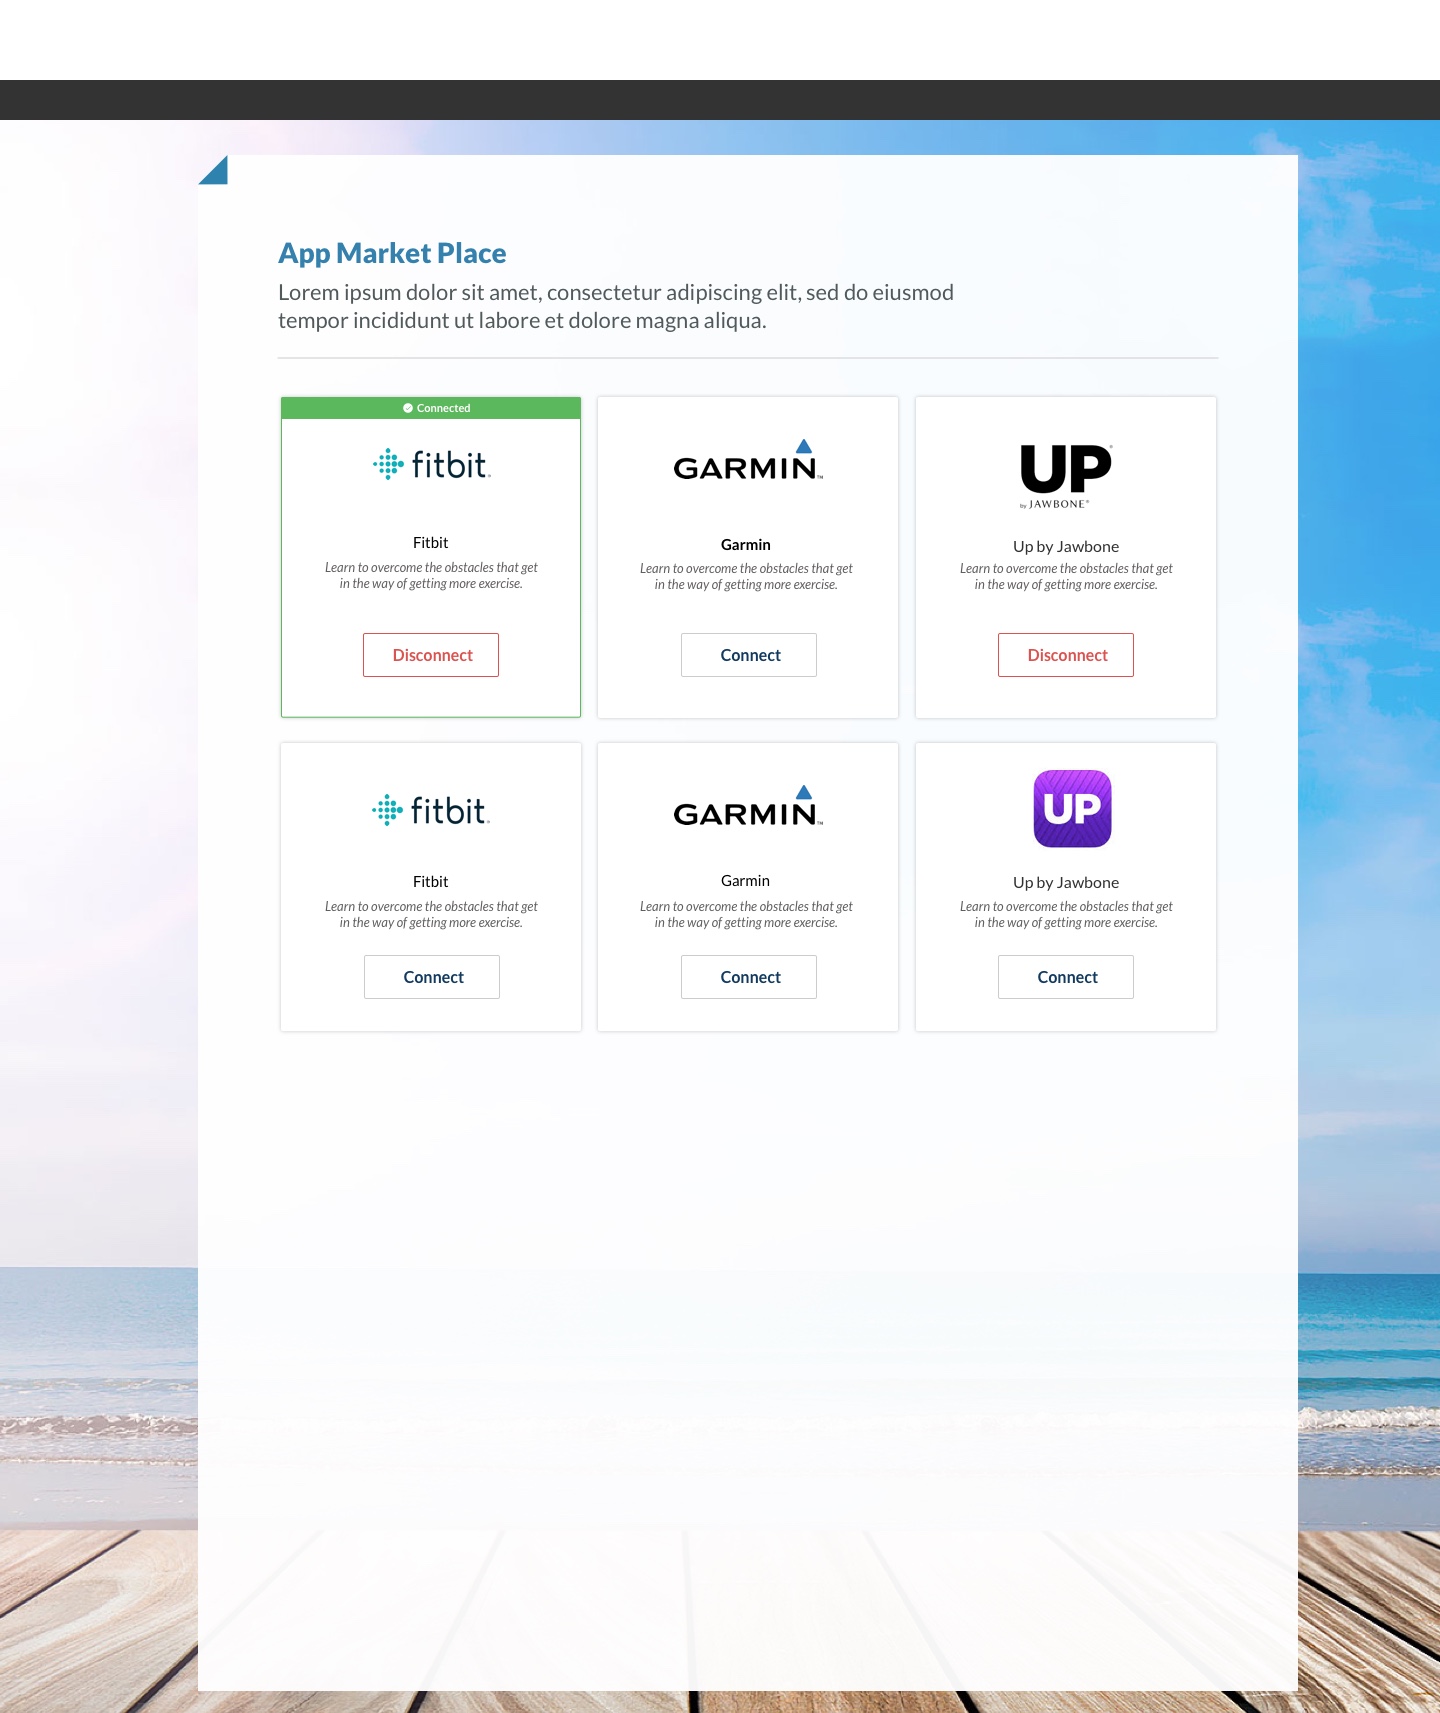 App Market Place
Lorem ipsum dolor sit amet, consectetur adipiscing elit, sed do eiusmod
tempor incididunt ut labore et dolore magna aliqua.
Connected
fitbit
Fitbit
Learn to overcome the obstacles that get
in the way of getting more exercise.
Disconnect
GARMIN™
Garmin
Learn to overcome the obstacles that get
in the way of getting more exercise.
Connect
UP®
by JAWBONE®
Up by Jawbone
Learn to overcome the obstacles that get
in the way of getting more exercise.
Disconnect
fitbit
Fitbit
Learn to overcome the obstacles that get
in the way of getting more exercise.
Connect
GARMIN™
Garmin
Learn to overcome the obstacles that get
in the way of getting more exercise.
Connect
UP
Up by Jawbone
Learn to overcome the obstacles that get
in the way of getting more exercise.
Connect